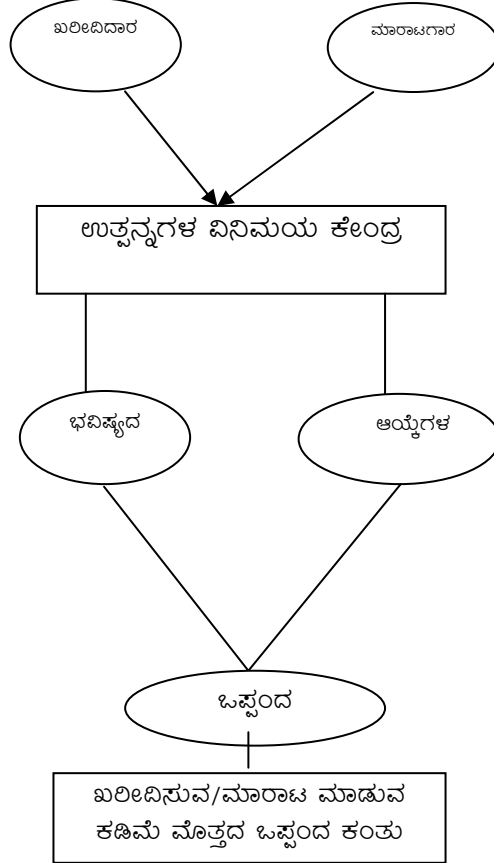 ಖರೀದಿದಾರ
ಮಾರಾಟಗಾರ
ಉತ್ಪನ್ನಗಳ ವಿನಿಮಯ ಕೇಂದ್ರ
ಭವಿಷ್ಯದ
ಆಯ್ಕೆಗಳ
ಒಪ್ಪಂದ
ಖರೀದಿಸುವ/ಮಾರಾಟ ಮಾಡುವ
ಕಡಿಮೆ ಮೊತ್ತದ ಒಪ್ಪಂದ ಕಂತು